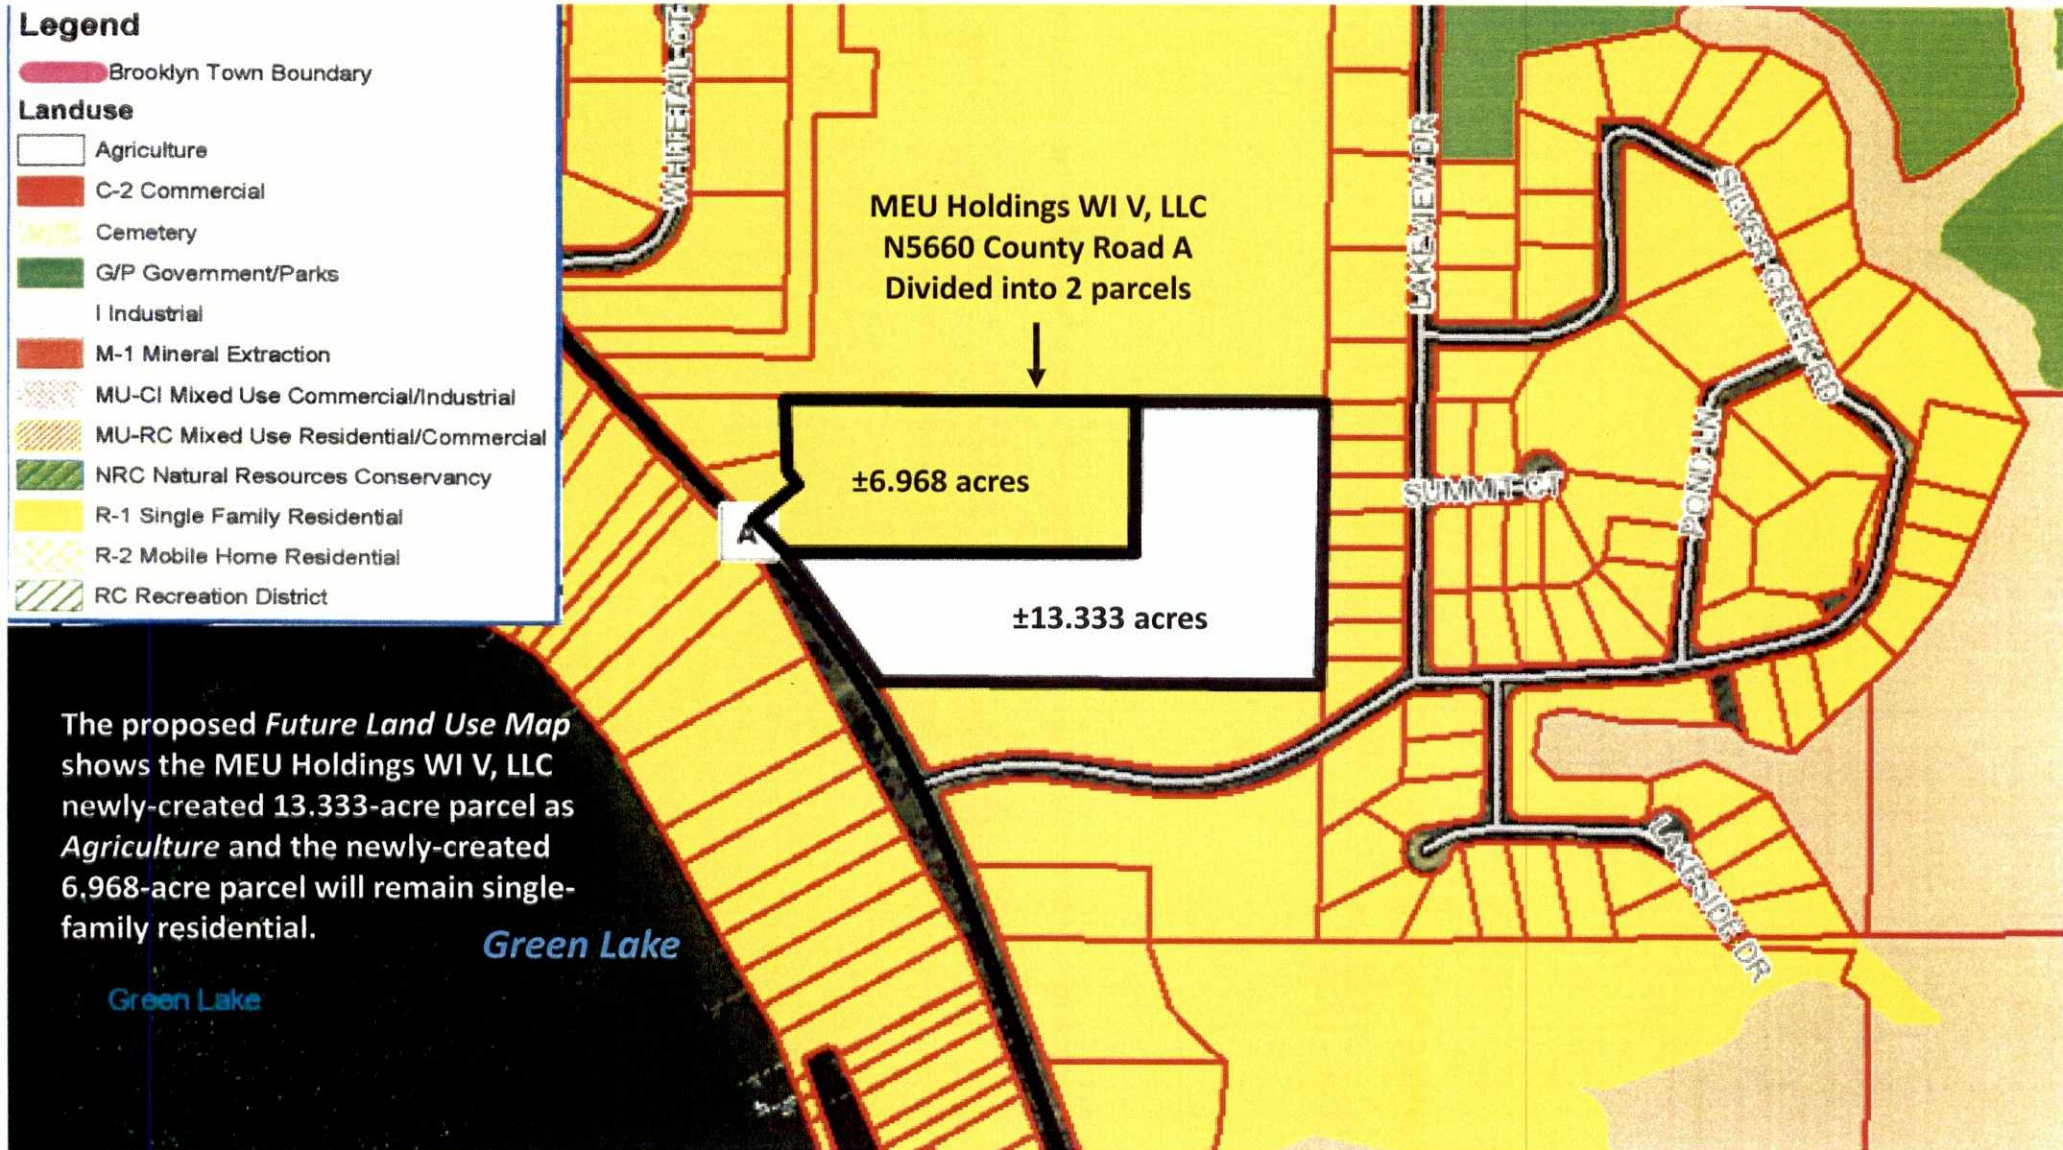 Legend
Brooklyn Town Boundary
Landuse
Agriculture
C-2 Commercial
Cemetery
G/P Government/Parks
I Industrial
M-1 Mineral Extraction
MU-CI Mixed Use Commercial/Industrial
MU-RC Mixed Use Residential/Commercial
NRC Natural Resources Conservancy
R-1 Single Family Residential
R-2 Mobile Home Residential
RC Recreation District
WHITETAIL CT
MEU Holdings WI V, LLC
N5660 County Road A
Divided into 2 parcels
LAKEVIEW DR
SILVER CREEK RD
±6.968 acres
SUMMIT CT
POND LN
A
±13.333 acres
The proposed Future Land Use Map
shows the MEU Holdings WI V, LLC
newly-created 13.333-acre parcel as
Agriculture and the newly-created
6.968-acre parcel will remain single-
family residential.
Green Lake
Green Lake
LAKESIDE DR